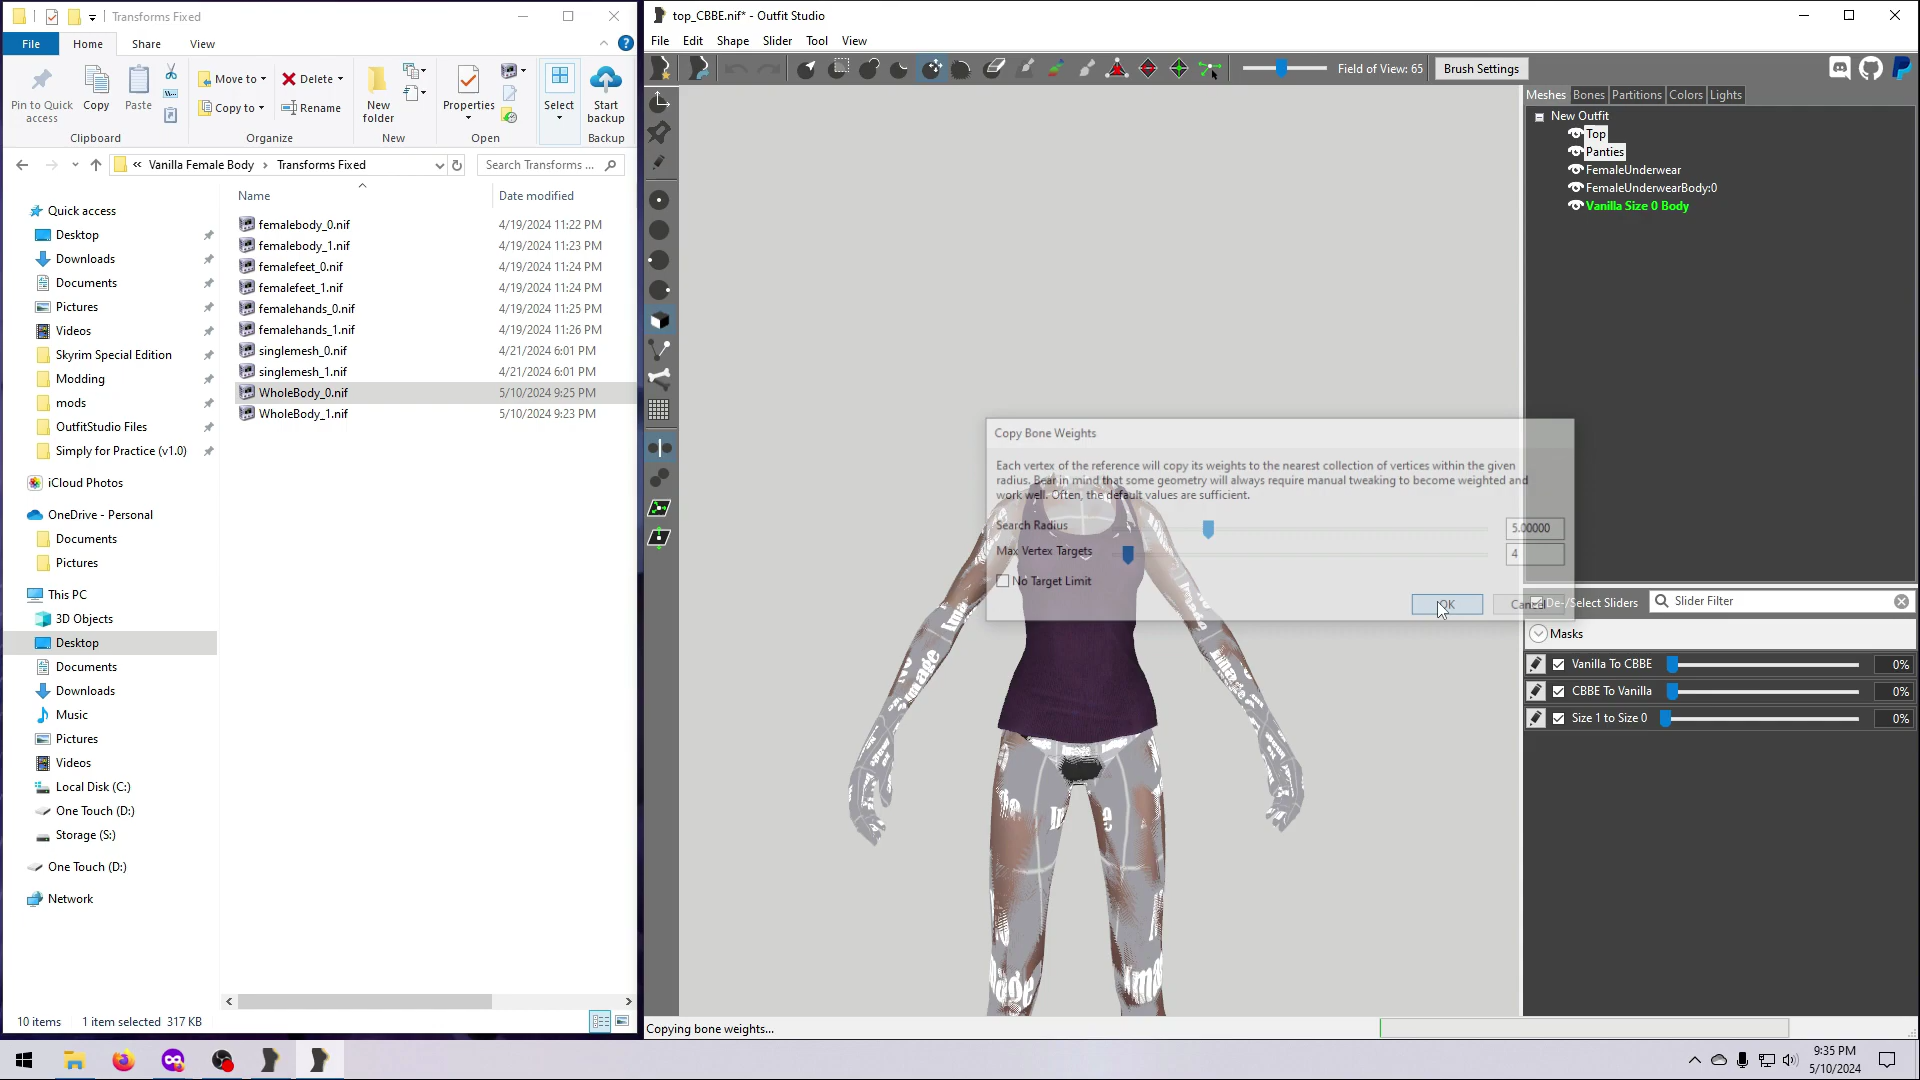 Transforms Fixed
File
Home
Share
View
Pin to Quick access
Copy
Paste
Move to
Copy to
Delete
Rename
New folder
Properties
Select
Start backup
Clipboard
Organize
New
Open
Backup
« Vanilla Female Body > Transforms Fixed
Search Transforms ...
Name
Date modified
Quick access
Desktop
Downloads
Documents
Pictures
Videos
Skyrim Special Edition
Modding
mods
OutfitStudio Files
Simply for Practice (v1.0)
iCloud Photos
OneDrive - Personal
Documents
Pictures
This PC
3D Objects
Desktop
Documents
Downloads
Music
Pictures
Videos
Local Disk (C:)
One Touch (D:)
Storage (S:)
One Touch (D:)
Network
femalebody_0.nif 4/19/2024 11:22 PM
femalebody_1.nif 4/19/2024 11:23 PM
femalefeet_0.nif 4/19/2024 11:24 PM
femalefeet_1.nif 4/19/2024 11:24 PM
femalehands_0.nif 4/19/2024 11:25 PM
femalehands_1.nif 4/19/2024 11:26 PM
singlemesh_0.nif 4/21/2024 6:01 PM
singlemesh_1.nif 4/21/2024 6:01 PM
WholeBody_0.nif 5/10/2024 9:25 PM
WholeBody_1.nif 5/10/2024 9:23 PM
10 items 1 item selected 317 KB
top_CBBE.nif* - Outfit Studio
File Edit Shape Slider Tool View
Field of View: 65
Brush Settings
Meshes Bones Partitions Colors Lights
New Outfit
Top
Panties
FemaleUnderwear
FemaleUnderwearBody:0
Vanilla Size 0 Body
Copy Bone Weights
Each vertex of the reference will copy its weights to the nearest collection of vertices within the given
radius. Bear in mind that some geometry will always require manual tweaking to become weighted and
work well. Often, the default values are sufficient.
Search Radius 5.00000
Max Vertex Targets 4
No Target Limit
OK
Cancel
De-/Select Sliders
Slider Filter
Masks
Vanilla To CBBE 0%
CBBE To Vanilla 0%
Size 1 to Size 0 0%
Image
Image
Copying bone weights...
9:35 PM
5/10/2024